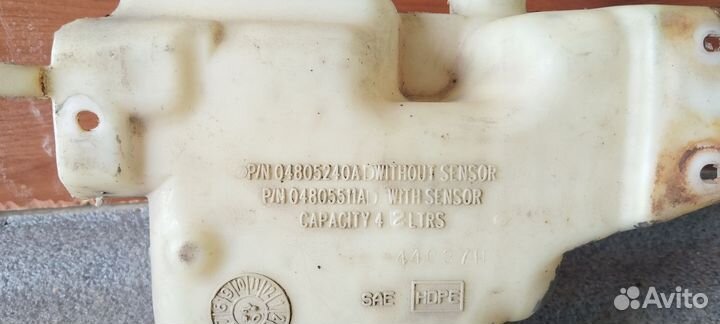 P/N 04805240AD WITHOUT SENSOR
P/N 04805511AD WITH SENSOR
CAPACITY 4.2 LTRS
SAE HDPE
Avito